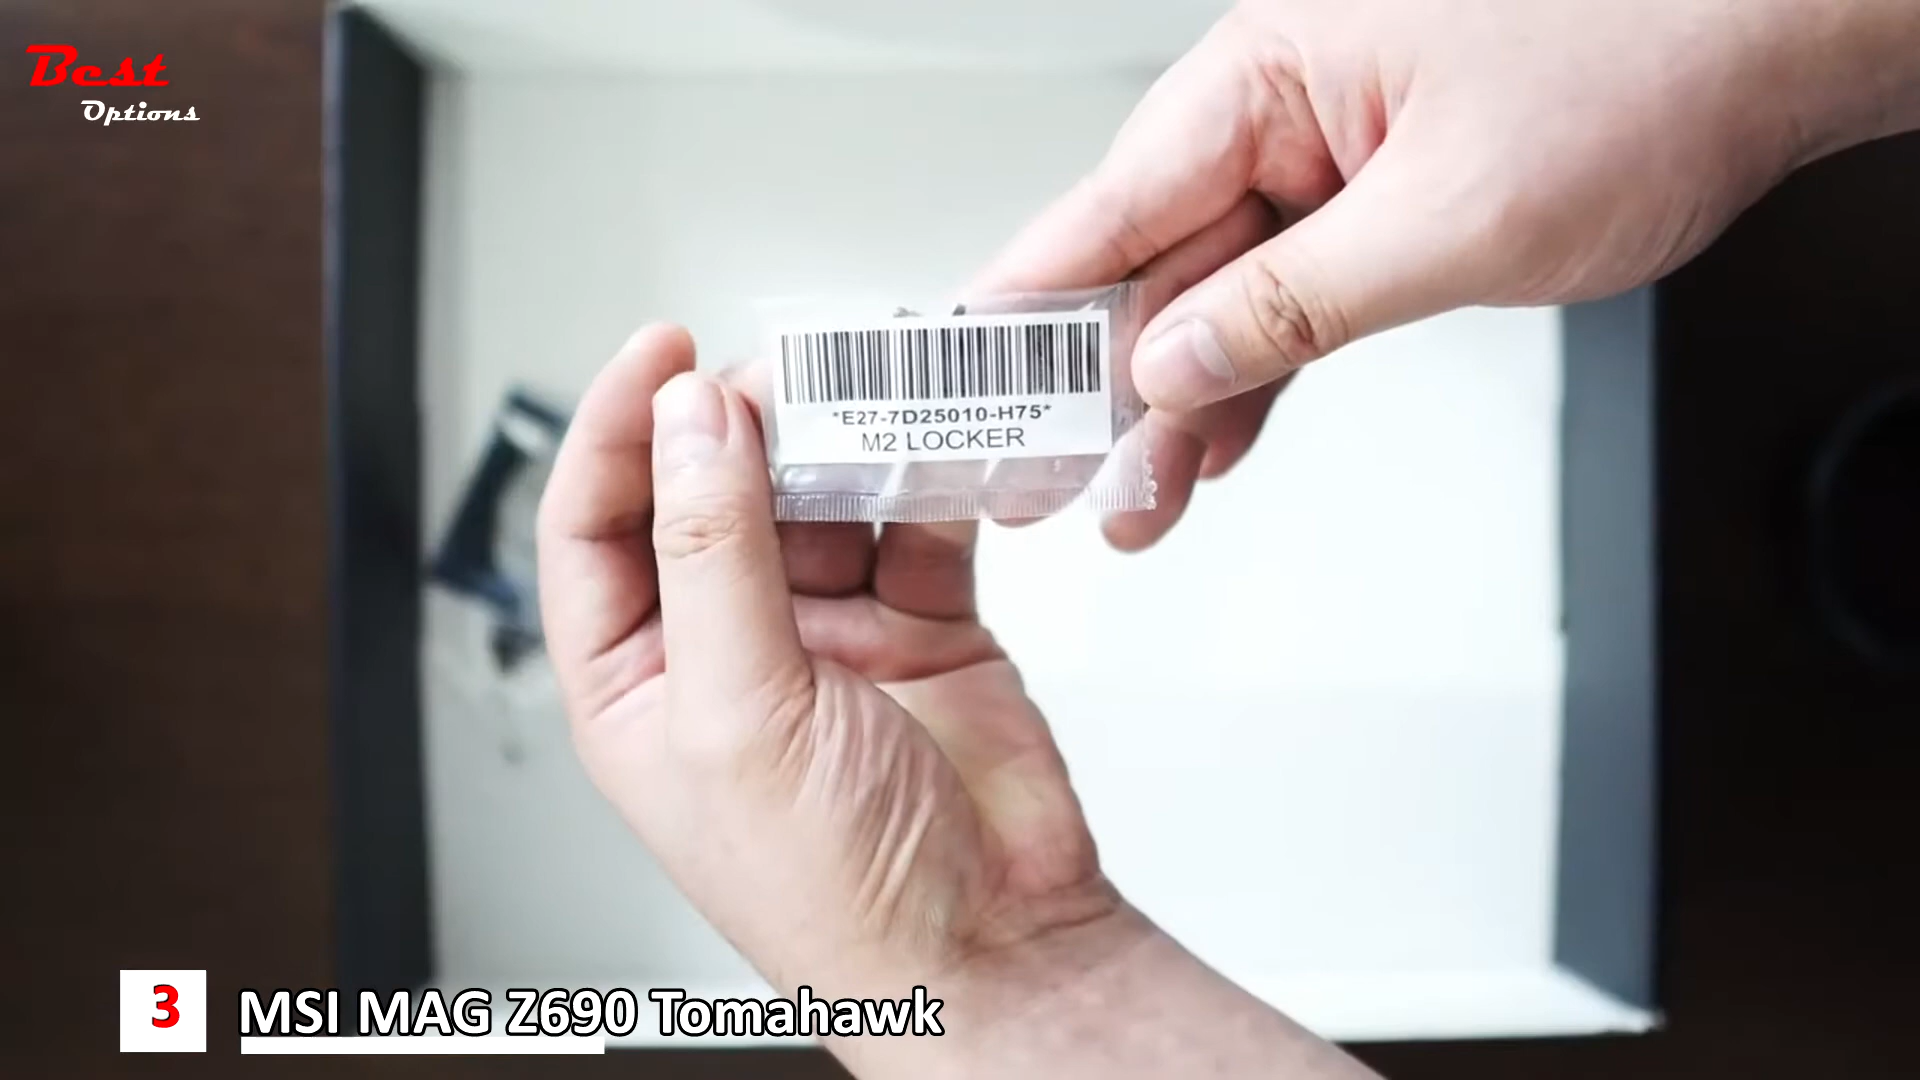 Best
Options
*E27-7D25010-H75*
M2 LOCKER
3
MSI MAG Z690 Tomahawk